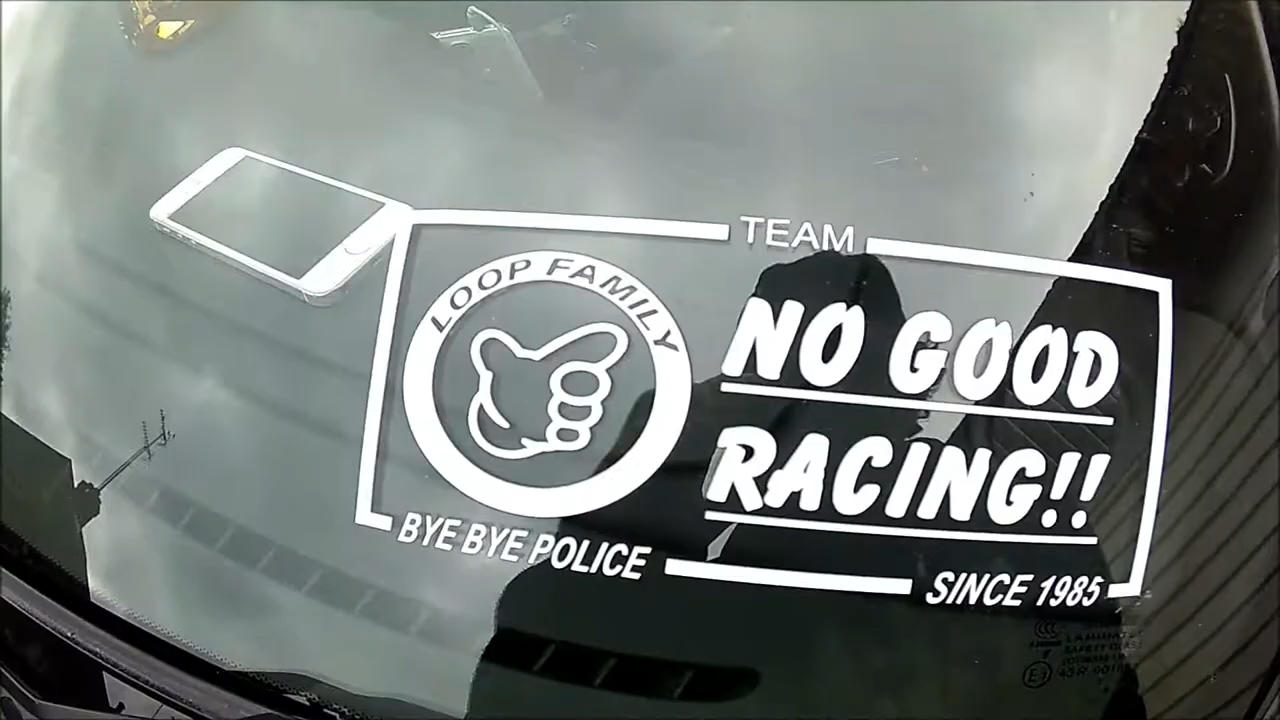 TEAM
LOOP FAMILY
NO GOOD
RACING!!
BYE BYE POLICE
SINCE 1985